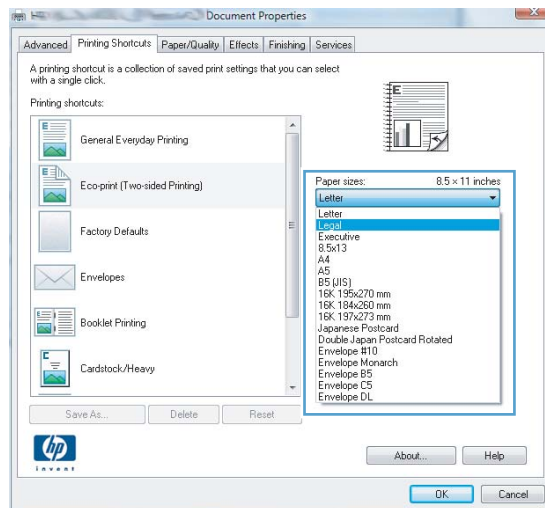 Document Properties
Advanced Printing Shortcuts Paper/Quality Effects Finishing Services
A printing shortcut is a collection of saved print settings that you can select
with a single click.
Printing shortcuts:
General Everyday Printing
Eco-print (Two-sided Printing)
Factory Defaults
Envelopes
Booklet Printing
Cardstock/Heavy
Paper sizes: 8.5 × 11 inches
Letter
Letter
Legal
Executive
8.5x13
A4
A5
B5 (JIS)
16K 195x270 mm
16K 184x260 mm
16K 197x273 mm
Japanese Postcard
Double Japan Postcard Rotated
Envelope #10
Envelope Monarch
Envelope B5
Envelope C5
Envelope DL
Save As... Delete Reset
hp
invent
About... Help
OK Cancel